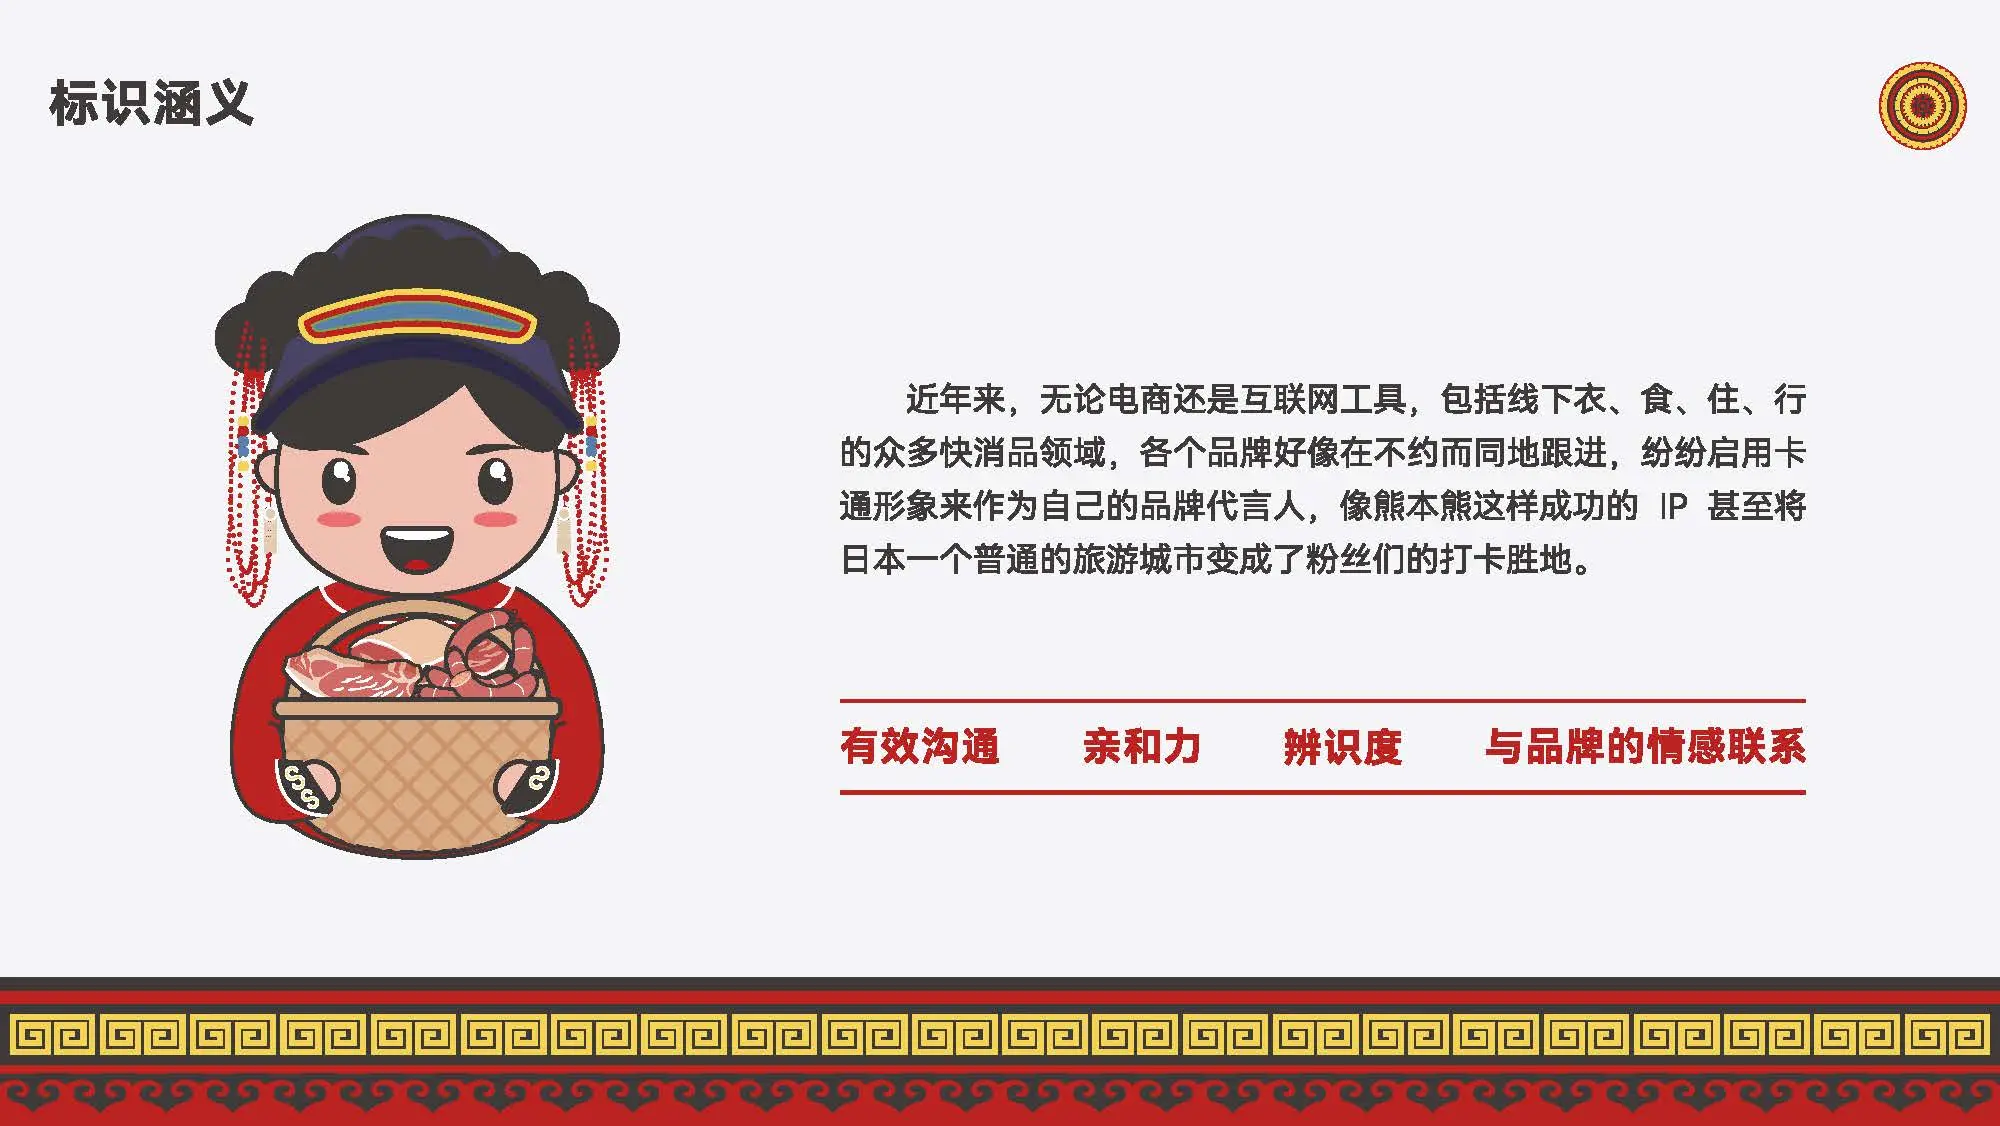 标识涵义
近年来，无论电商还是互联网工具，包括线下衣、食、住、行
的众多快消品领域，各个品牌好像在不约而同地跟进，纷纷启用卡
通形象来作为自己的品牌代言人，像熊本熊这样成功的 IP 甚至将
日本一个普通的旅游城市变成了粉丝们的打卡胜地。
有效沟通 亲和力 辨识度 与品牌的情感联系